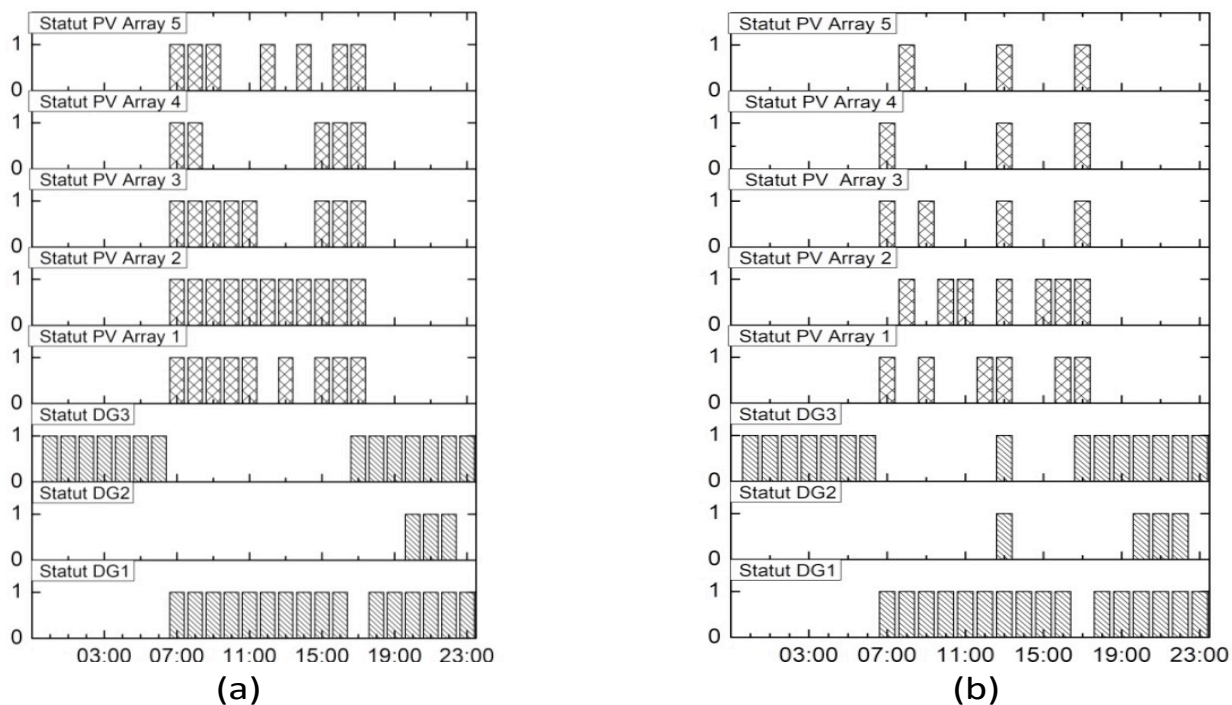 Statut PV Array 5
1
0
Statut PV Array 4
1
0
Statut PV Array 3
1
0
Statut PV Array 2
1
0
Statut PV Array 1
1
0
Statut DG3
1
0
Statut DG2
1
0
Statut DG1
1
0
03:00 07:00 11:00 15:00 19:00 23:00
(a)
Statut PV Array 5
1
0
Statut PV Array 4
1
0
Statut PV Array 3
1
0
Statut PV Array 2
1
0
Statut PV Array 1
1
0
Statut DG3
1
0
Statut DG2
1
0
Statut DG1
1
0
03:00 07:00 11:00 15:00 19:00 23:00
(b)